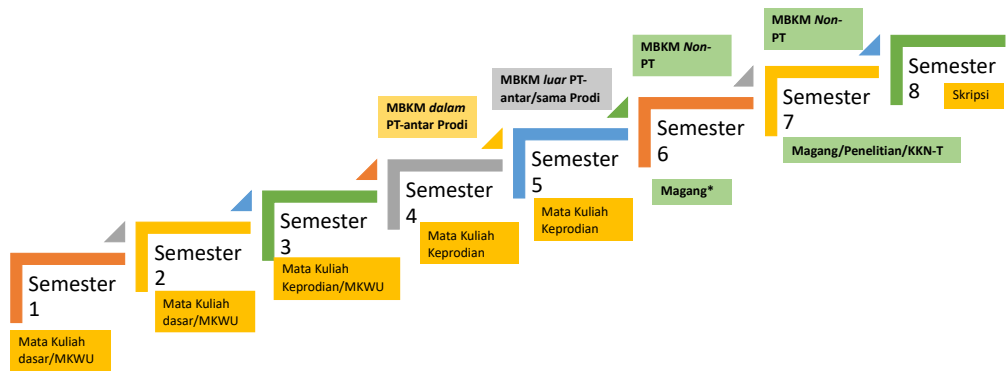 Semester
1
Mata Kuliah
dasar/MKWU
Semester
2
Mata Kuliah
dasar/MKWU
Semester
3
Mata Kuliah
Keprodian/MKWU
MBKM dalam
PT-antar Prodi
Semester
4
Mata Kuliah
Keprodian
MBKM luar PT-
antar/sama Prodi
Semester
5
Mata Kuliah
Keprodian
MBKM Non-
PT
Semester
6
Magang*
MBKM Non-
PT
Semester
7
Magang/Penelitian/KKN-T
Semester
8
Skripsi